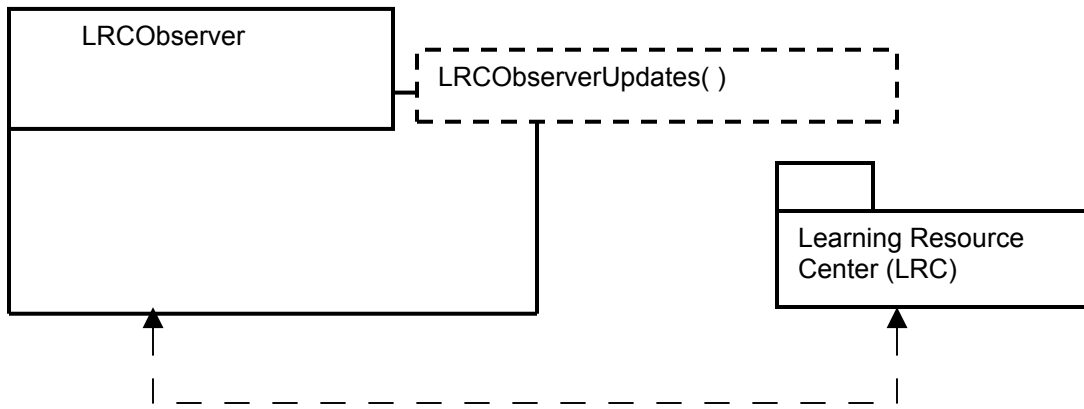 LRCObserver
LRCObserverUpdates( )
Learning Resource
Center (LRC)